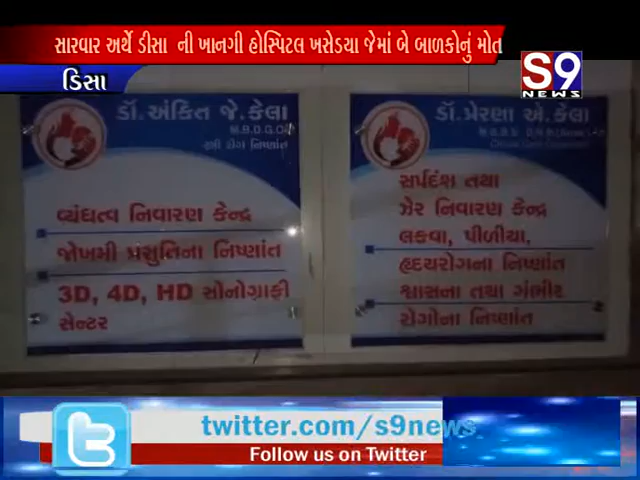 સારવાર અર્થે ડીસા ની ખાનગી હોસ્પિટલ ખસેડયા જેમાં બે બાળકોનું મોત
S9
NEWS
ડિસા
ડૉ. અંકિત જે. કેલા
સ્ત્રી રોગ નિષ્ણાંત
વ્યંધત્વ નિવારણ કેન્દ્ર
જોખમી પ્રસુતિના નિષ્ણાંત
3D, 4D, HD સોનોગ્રાફી
સેન્ટર
ડૉ. પ્રેરણા એ. કેલા
સર્પદંશ તથા
ઝેર નિવારણ કેન્દ્ર
લકવા, પીળીયા,
હૃદયરોગના નિષ્ણાંત
શ્વાસના તથા ગંભીર
રોગોના નિષ્ણાંત
twitter.com/s9news
Follow us on Twitter